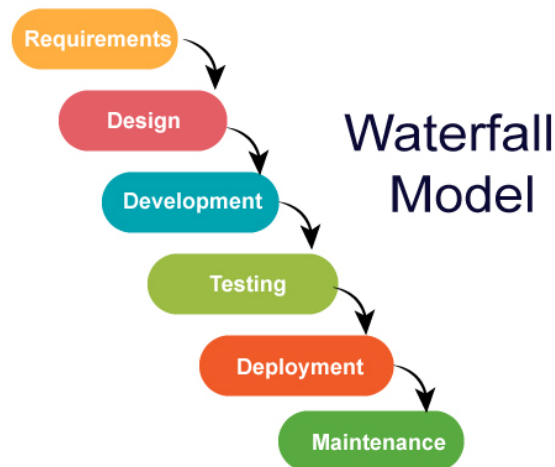 Requirements
Design
Waterfall
Model
Development
Testing
Deployment
Maintenance